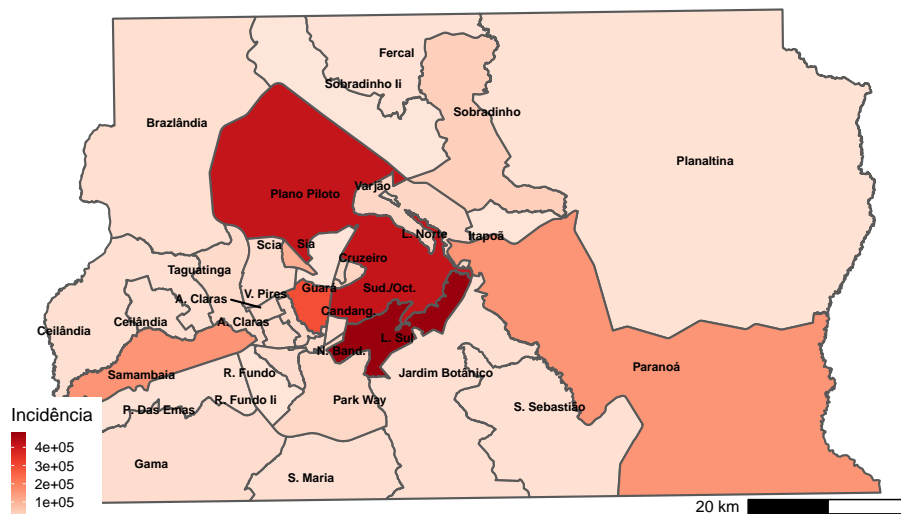 Fercal
Sobradinho Ii
Sobradinho
Brazlândia
Planaltina
Varjão
Plano Piloto
L. Norte
Itapoã
Scia
Sia
Cruzeiro
Taguatinga
Guará
Sud./Oct.
V. Pires
A. Claras
Candang.
Ceilândia
Ceilândia
A. Claras
L. Sul
N. Band.
Samambaia
R. Fundo
Jardim Botânico
Paranoá
R. Fundo Ii
Park Way
P. Das Emas
S. Sebastião
Gama
S. Maria
Incidência
4e+05
3e+05
2e+05
1e+05
20 km